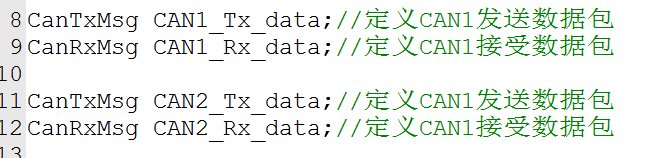 8 CanTxMsg CAN1_Tx_data;//定义CAN1发送数据包
9 CanRxMsg CAN1_Rx_data;//定义CAN1接受数据包
10
11 CanTxMsg CAN2_Tx_data;//定义CAN1发送数据包
12 CanRxMsg CAN2_Rx_data;//定义CAN1接受数据包
13